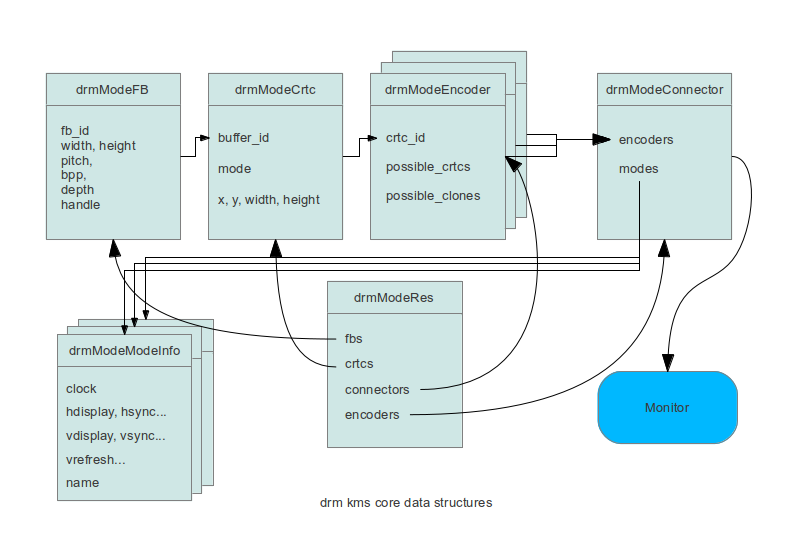 drmModeFB
fb_id
width, height
pitch,
bpp,
depth
handle
drmModeCrtc
buffer_id
mode
x, y, width, height
drmModeEncoder
crtc_id
possible_crtcs
possible_clones
drmModeConnector
encoders
modes
drmModeModeInfo
clock
hdisplay, hsync...
vdisplay, vsync...
vrefresh...
name
drmModeRes
fbs
crtcs
connectors
encoders
Monitor
drm kms core data structures